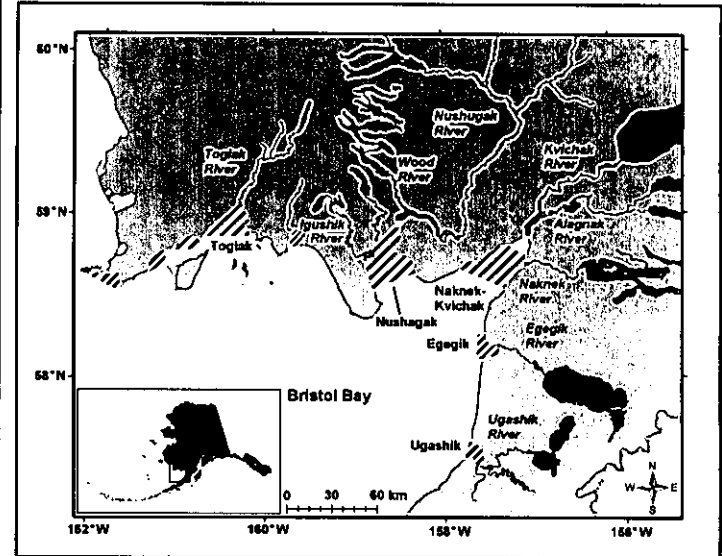 60°N
Nushugak
River
Togiak
River
Wood
River
Kvichak
River
59°N
Igushik
River
Alagnak
River
Togiak
Naknek
River
Naknek-
Kvichak
Nushagak
Egegik
River
Egegik
58°N
Bristol Bay
Ugashik
River
Ugashik
N
W E
S
0 30 60 km
162°W 160°W 158°W 156°W